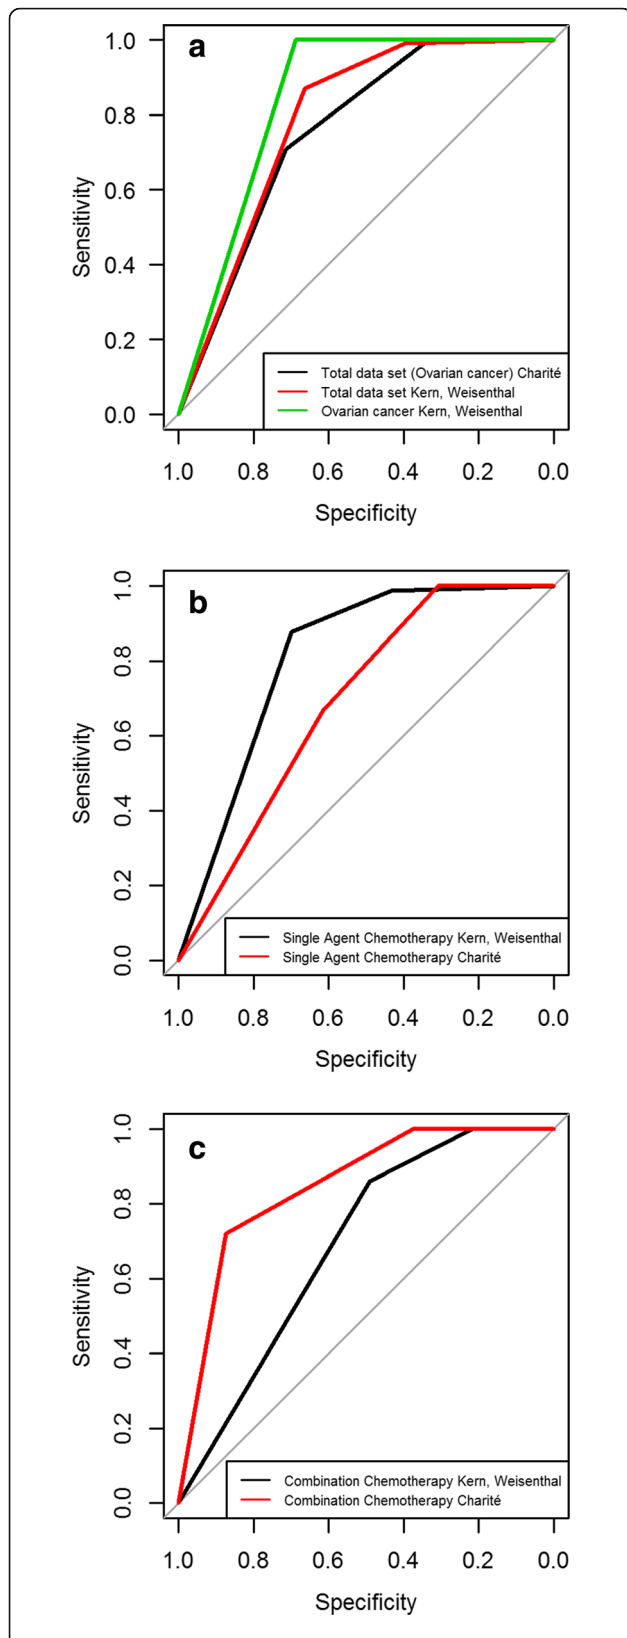 a
1.0
0.8
0.6
0.4
0.2
0.0
Sensitivity
Total data set (Ovarian cancer) Charité
Total data set Kern, Weisenthal
Ovarian cancer Kern, Weisenthal
1.0 0.8 0.6 0.4 0.2 0.0
Specificity
b
1.0
0.8
0.6
0.4
0.2
0.0
Sensitivity
Single Agent Chemotherapy Kern, Weisenthal
Single Agent Chemotherapy Charité
1.0 0.8 0.6 0.4 0.2 0.0
Specificity
c
1.0
0.8
0.6
0.4
0.2
0.0
Sensitivity
Combination Chemotherapy Kern, Weisenthal
Combination Chemotherapy Charité
1.0 0.8 0.6 0.4 0.2 0.0
Specificity